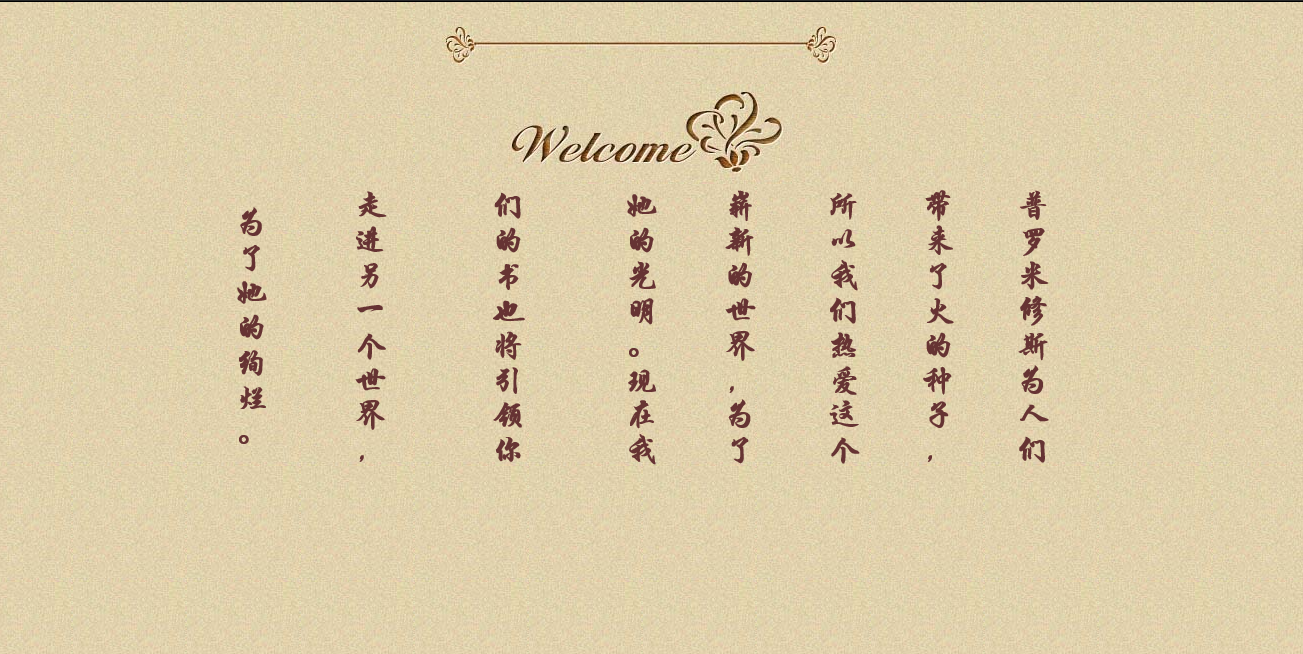 Welcome
普罗米修斯为人们
带来了火的种子，
所以我们热爱这个
崭新的世界，为了
她的光明。现在我
们的书也将引领你
走进另一个世界，
为了她的绚烂。